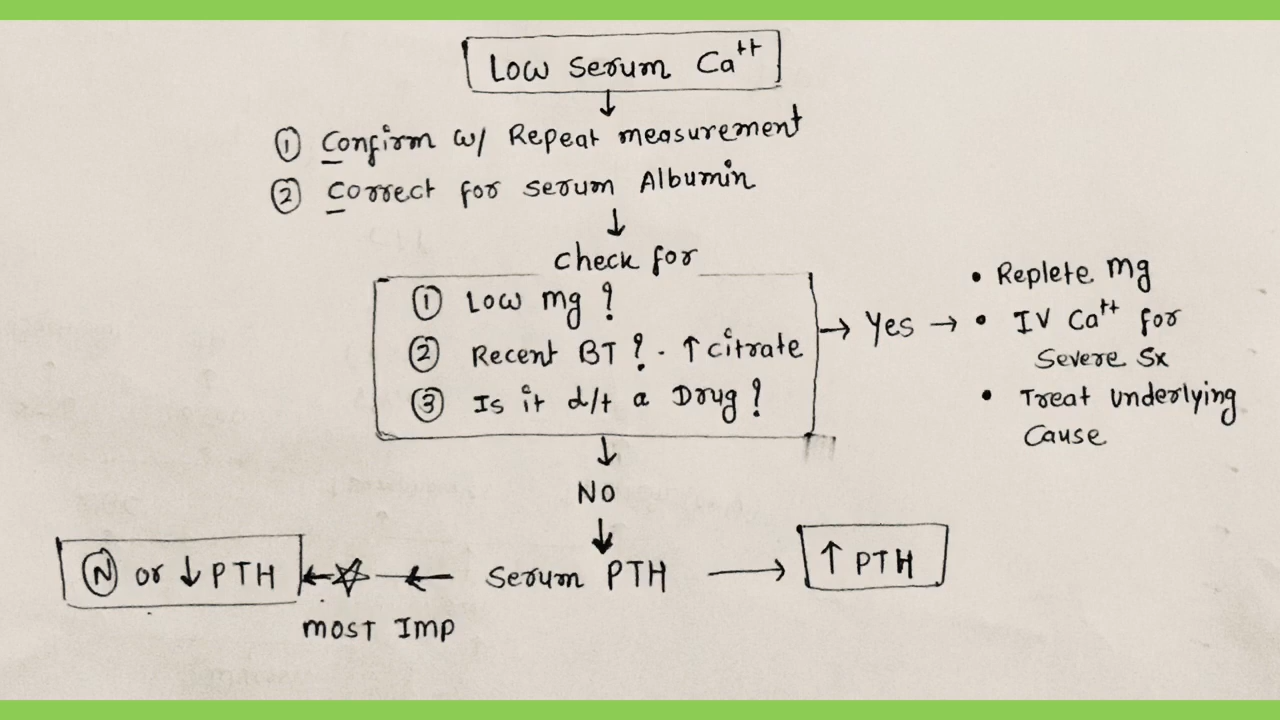 Low Serum Ca++
① Confirm w/ Repeat measurement
② Correct for serum Albumin
Check for
① Low mg ?
② Recent BT ? - ↑ citrate
③ Is it d/t a Drug ?
→ Yes →
• Replete mg
• IV Ca++ for
Severe Sx
• Treat underlying
Cause
NO
Ⓝ or ↓ PTH
most Imp
Serum PTH
↑ PTH